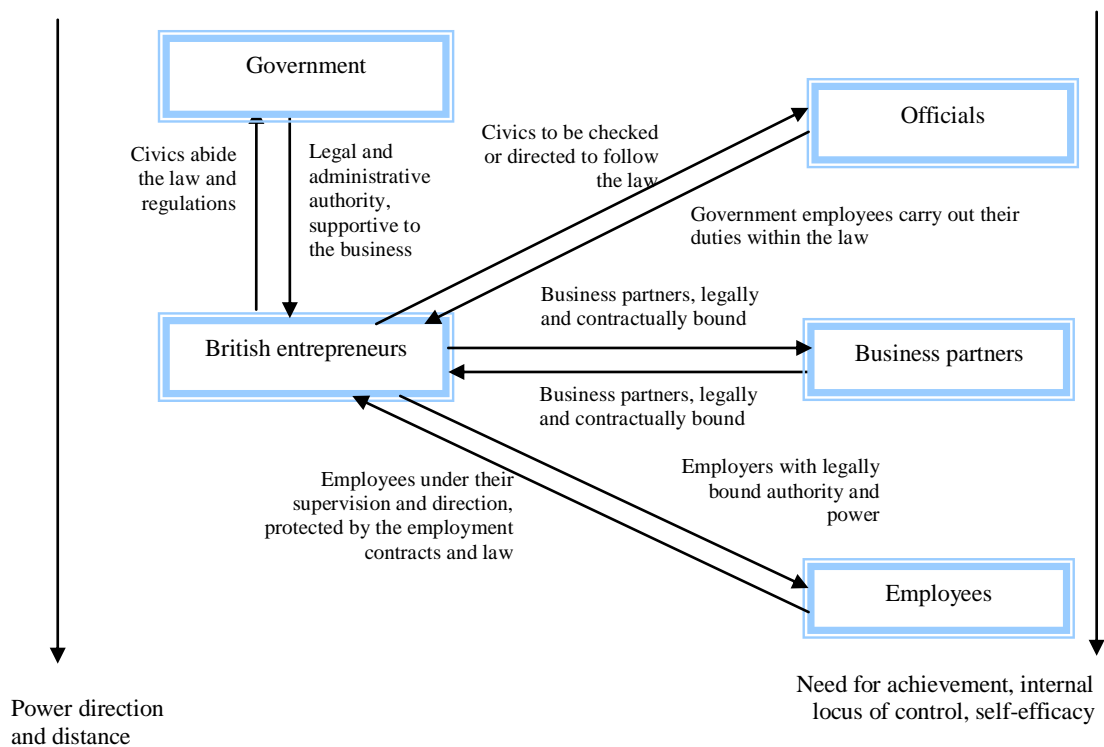 Government
Officials
Civics abide
the law and
regulations
Legal and
administrative
authority,
supportive to
the business
Civics to be checked
or directed to follow
the law
Government employees carry out their
duties within the law
Business partners, legally
and contractually bound
British entrepreneurs
Business partners
Business partners, legally
and contractually bound
Employees under their
supervision and direction,
protected by the employment
contracts and law
Employers with legally
bound authority and
power
Employees
Power direction
and distance
Need for achievement, internal
locus of control, self-efficacy